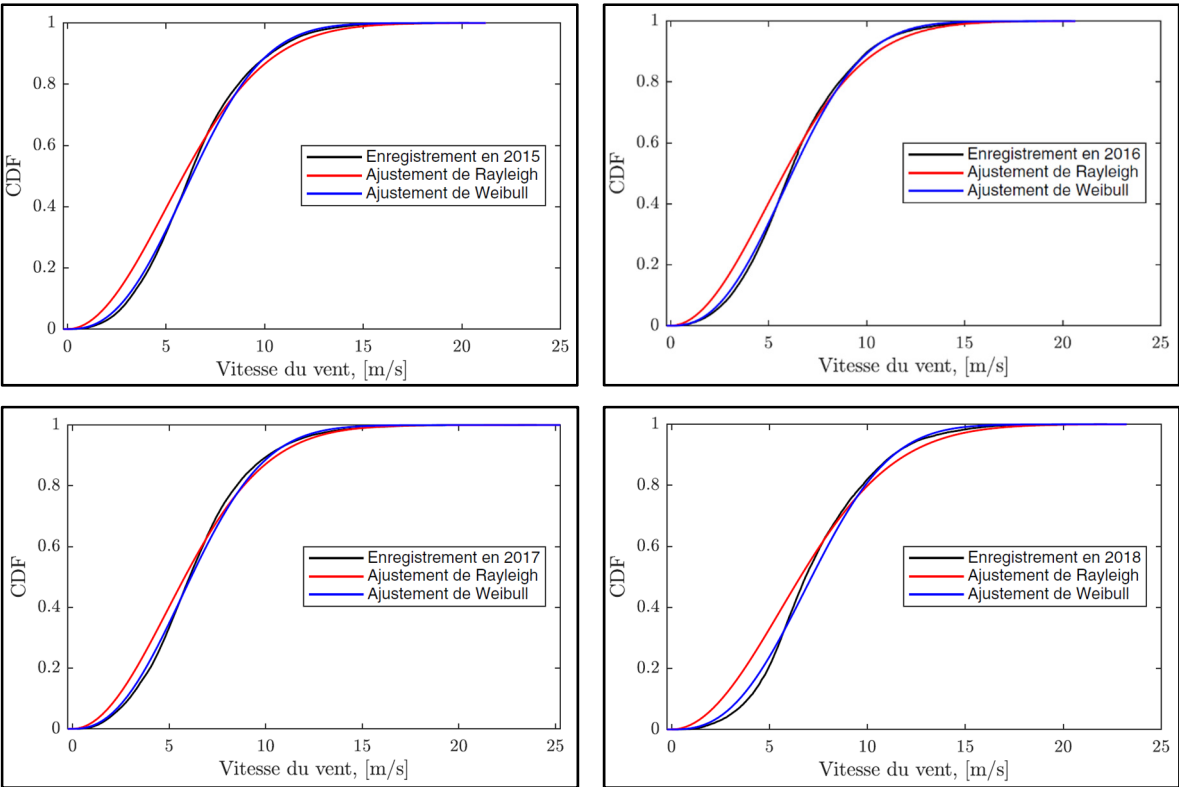 1
0.8
0.6
0.4
0.2
0
CDF
Enregistrement en 2015
Ajustement de Rayleigh
Ajustement de Weibull
0 5 10 15 20 25
Vitesse du vent, [m/s]
1
0.8
0.6
0.4
0.2
0
CDF
Enregistrement en 2016
Ajustement de Rayleigh
Ajustement de Weibull
0 5 10 15 20 25
Vitesse du vent, [m/s]
1
0.8
0.6
0.4
0.2
0
CDF
Enregistrement en 2017
Ajustement de Rayleigh
Ajustement de Weibull
0 5 10 15 20 25
Vitesse du vent, [m/s]
1
0.8
0.6
0.4
0.2
0
CDF
Enregistrement en 2018
Ajustement de Rayleigh
Ajustement de Weibull
0 5 10 15 20 25
Vitesse du vent, [m/s]